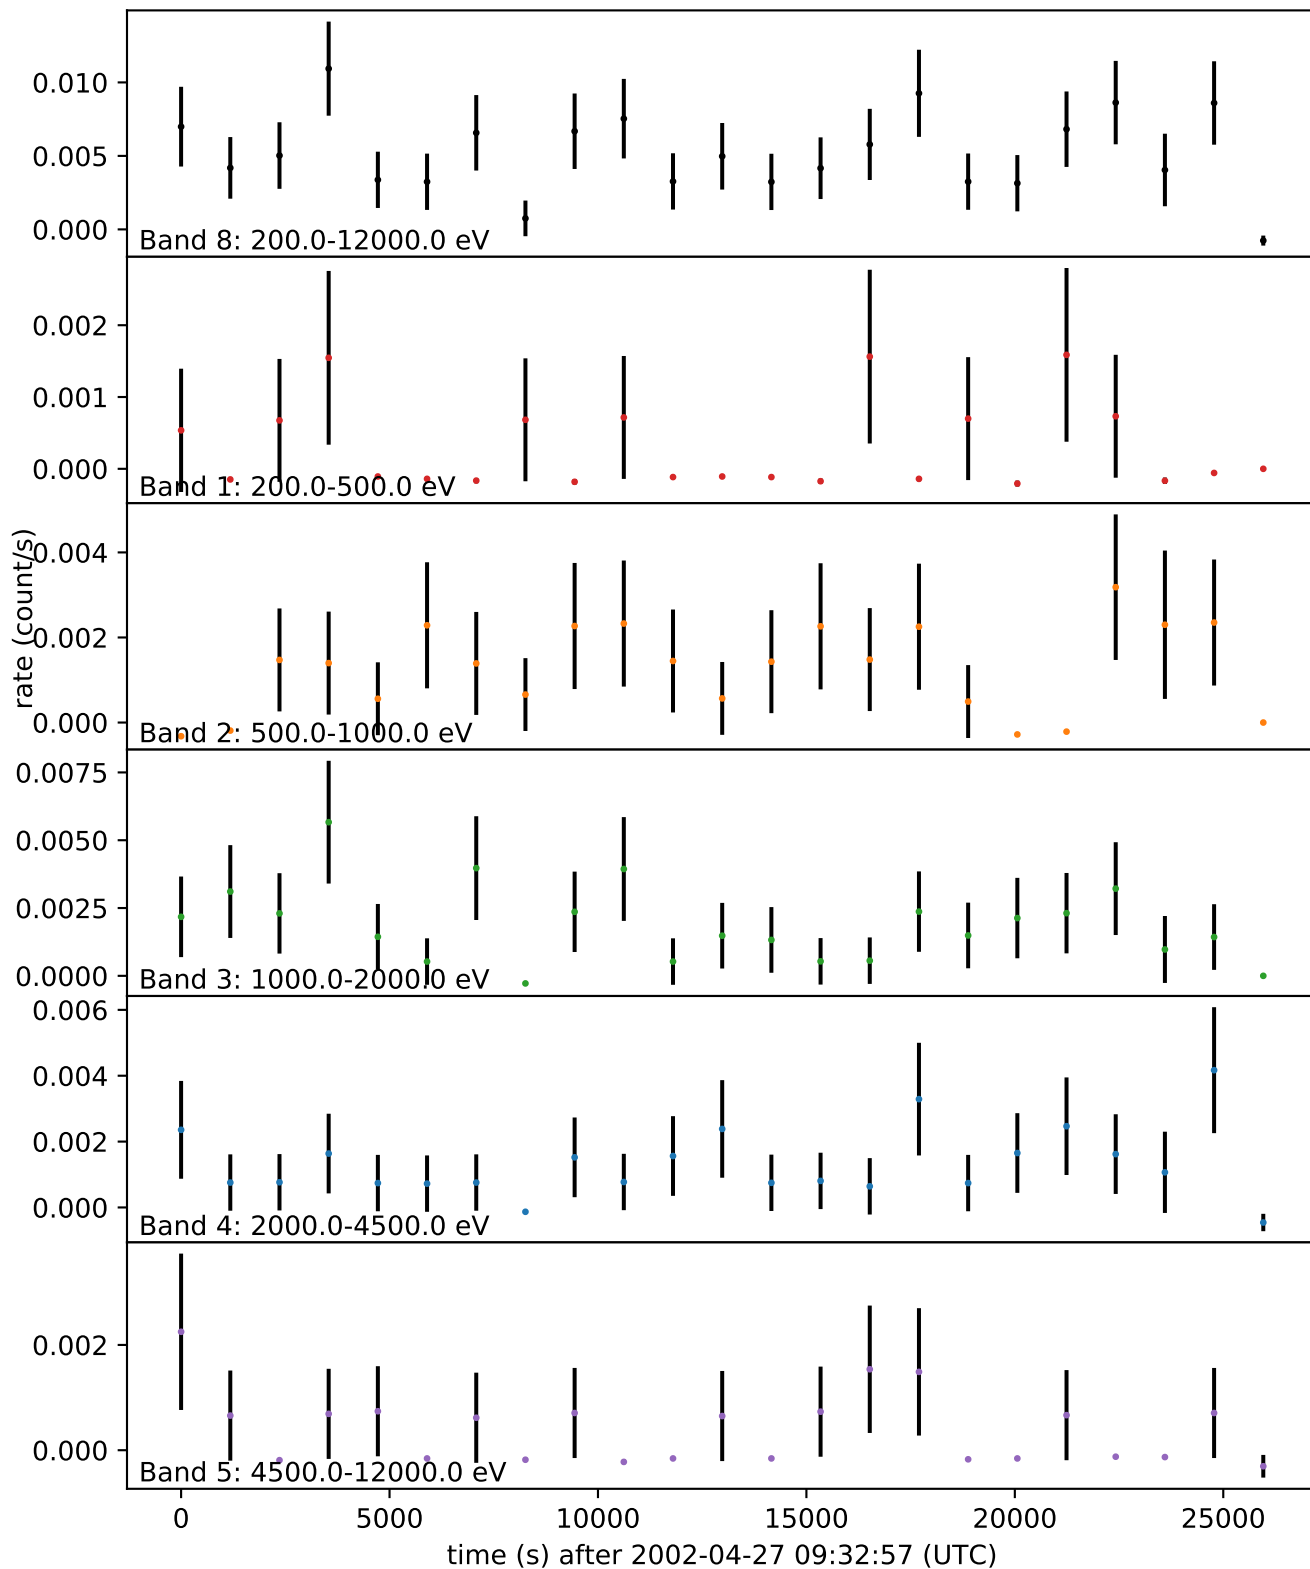 0.010
0.005
0.000
Band 8: 200.0-12000.0 eV
0.002
0.001
0.000
Band 1: 200.0-500.0 eV
rate (count/s)
0.004
0.002
0.000
Band 2: 500.0-1000.0 eV
0.0075
0.0050
0.0025
0.0000
Band 3: 1000.0-2000.0 eV
0.006
0.004
0.002
0.000
Band 4: 2000.0-4500.0 eV
0.002
0.000
Band 5: 4500.0-12000.0 eV
0 5000 10000 15000 20000 25000
time (s) after 2002-04-27 09:32:57 (UTC)